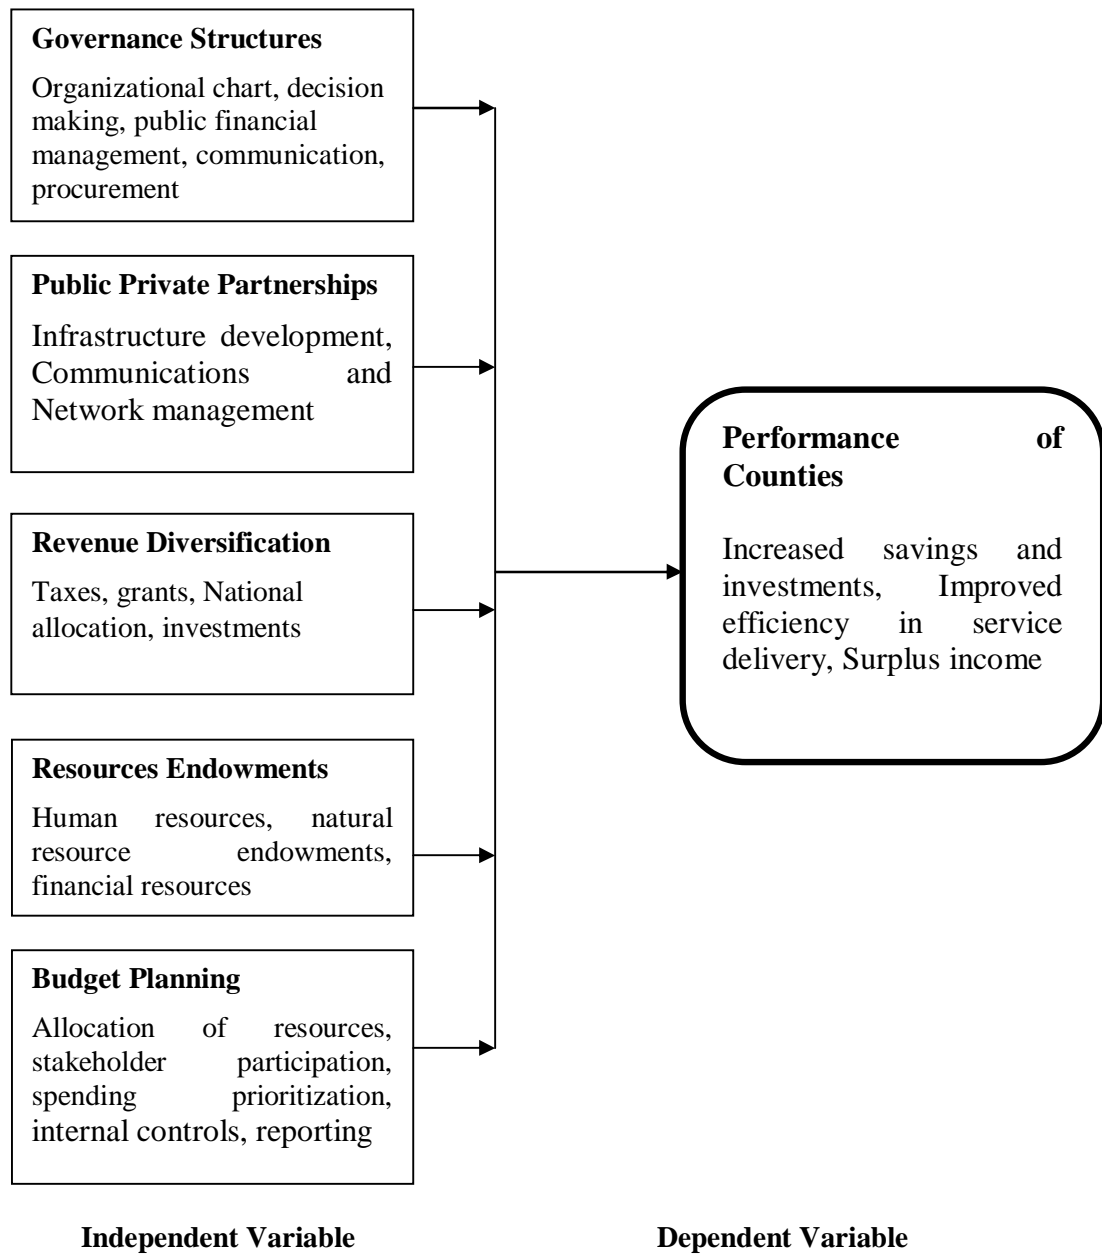 Governance Structures
Organizational chart, decision
making, public financial
management, communication,
procurement
Public Private Partnerships
Infrastructure development,
Communications and
Network management
Revenue Diversification
Taxes, grants, National
allocation, investments
Resources Endowments
Human resources, natural
resource endowments,
financial resources
Budget Planning
Allocation of resources,
stakeholder participation,
spending prioritization,
internal controls, reporting
Performance of
Counties
Increased savings and
investments, Improved
efficiency in service
delivery, Surplus income
Independent Variable
Dependent Variable